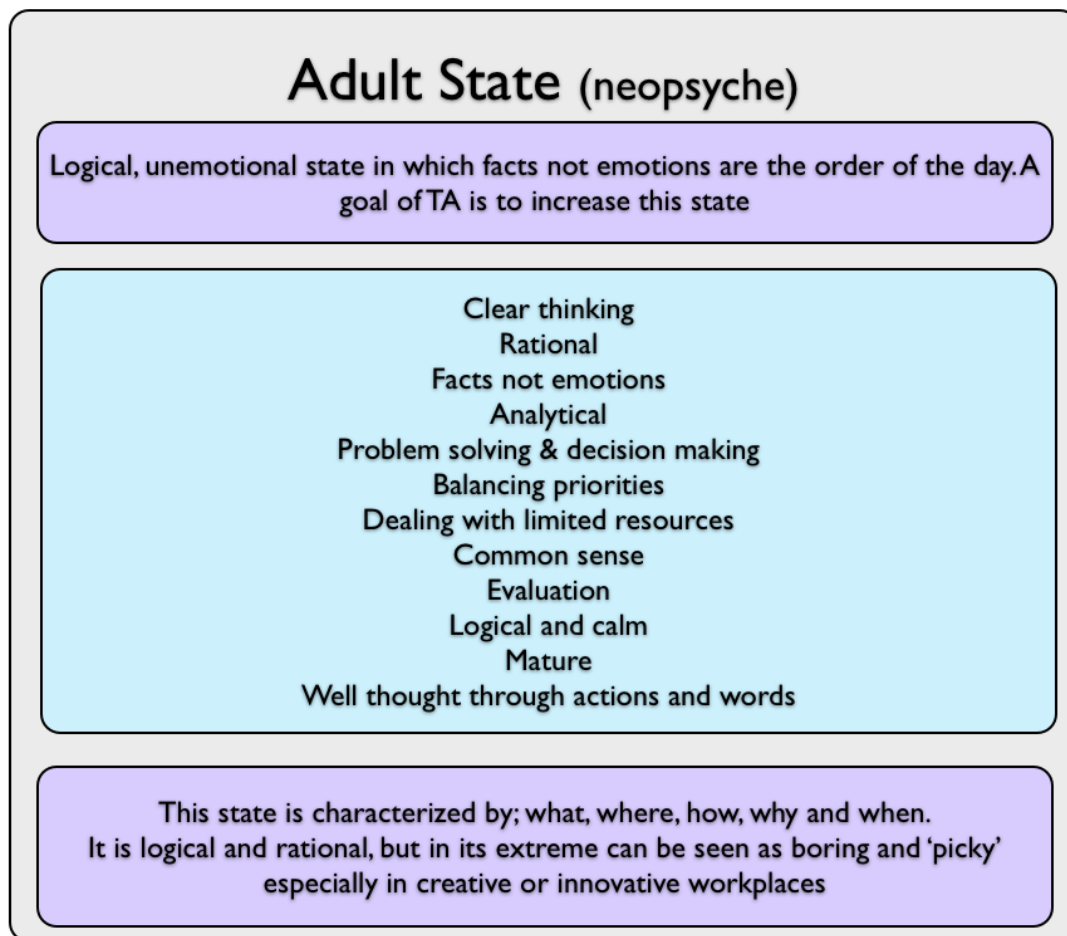 Adult State (neopsyche)
Logical, unemotional state in which facts not emotions are the order of the day. A
goal of TA is to increase this state
Clear thinking
Rational
Facts not emotions
Analytical
Problem solving & decision making
Balancing priorities
Dealing with limited resources
Common sense
Evaluation
Logical and calm
Mature
Well thought through actions and words
This state is characterized by; what, where, how, why and when.
It is logical and rational, but in its extreme can be seen as boring and ‘picky’
especially in creative or innovative workplaces